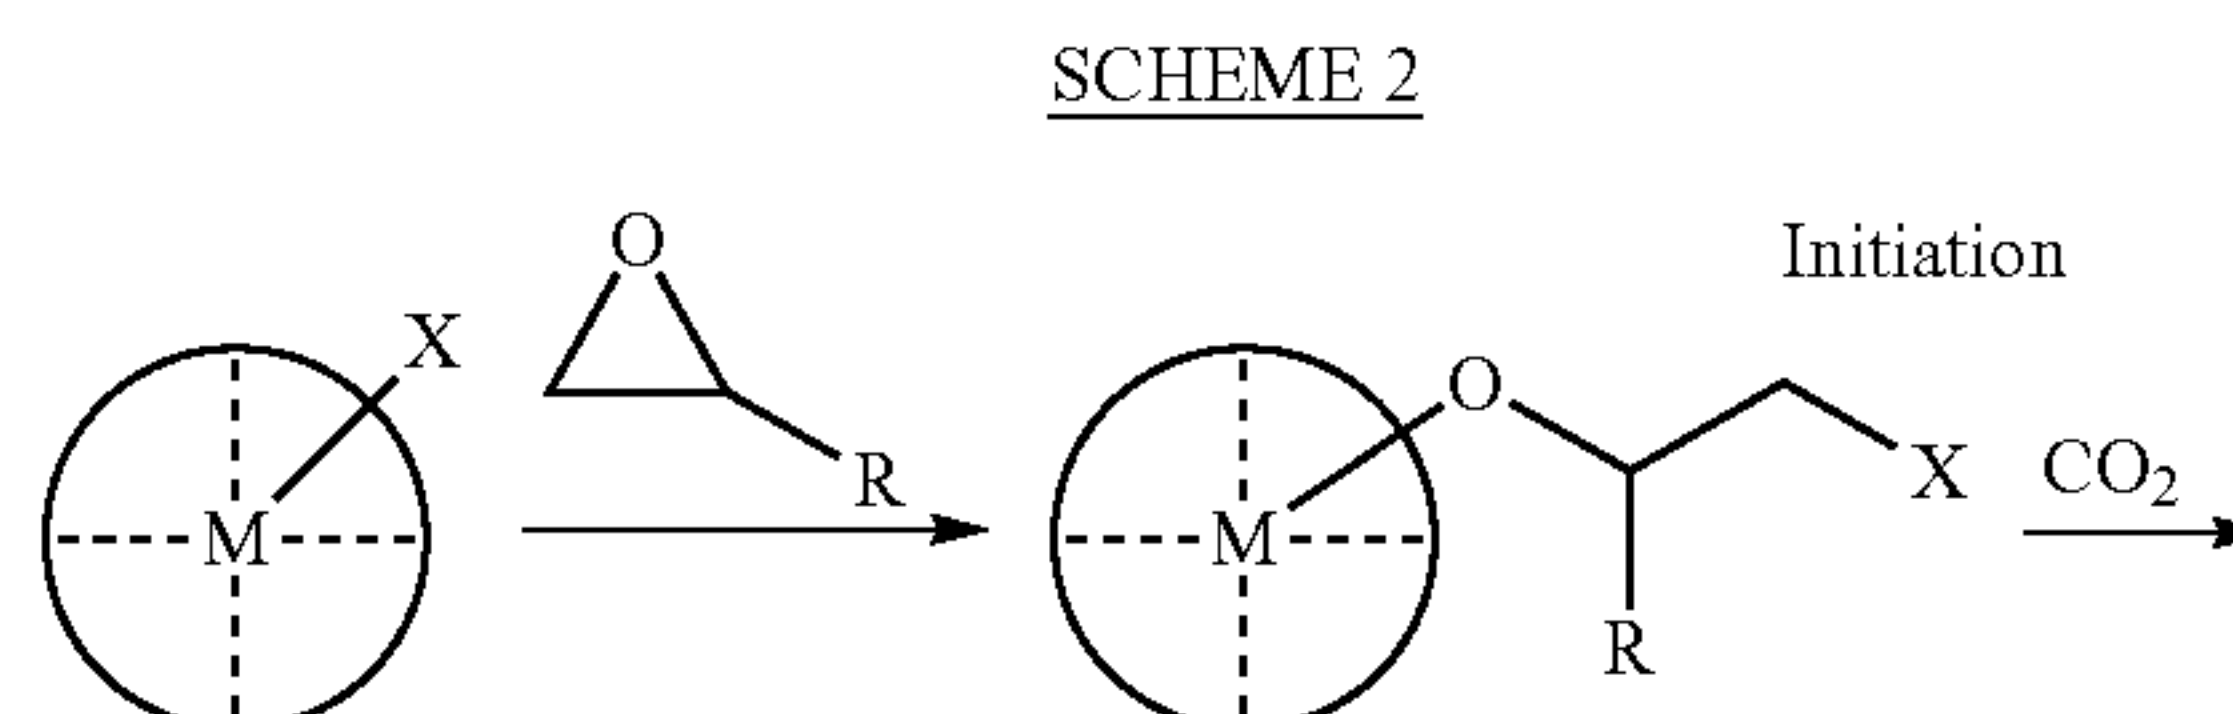 SCHEME 2
Initiation
O
X
R
M
O
X
CO₂
M
R